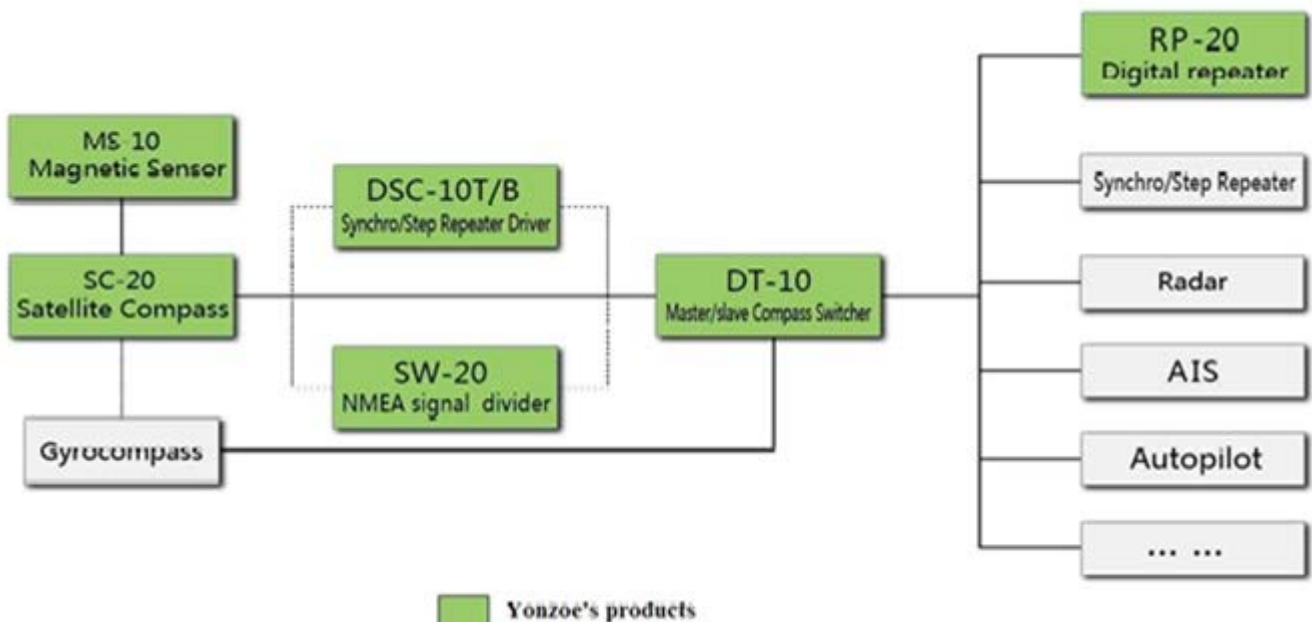 MS-10
Magnetic Sensor
SC-20
Satellite Compass
Gyrocompass
DSC-10T/B
Synchro/Step Repeater Driver
SW-20
NMEA signal divider
DT-10
Master/slave Compass Switcher
RP-20
Digital repeater
Synchro/Step Repeater
Radar
AIS
Autopilot
... ...
Yonzoe's products